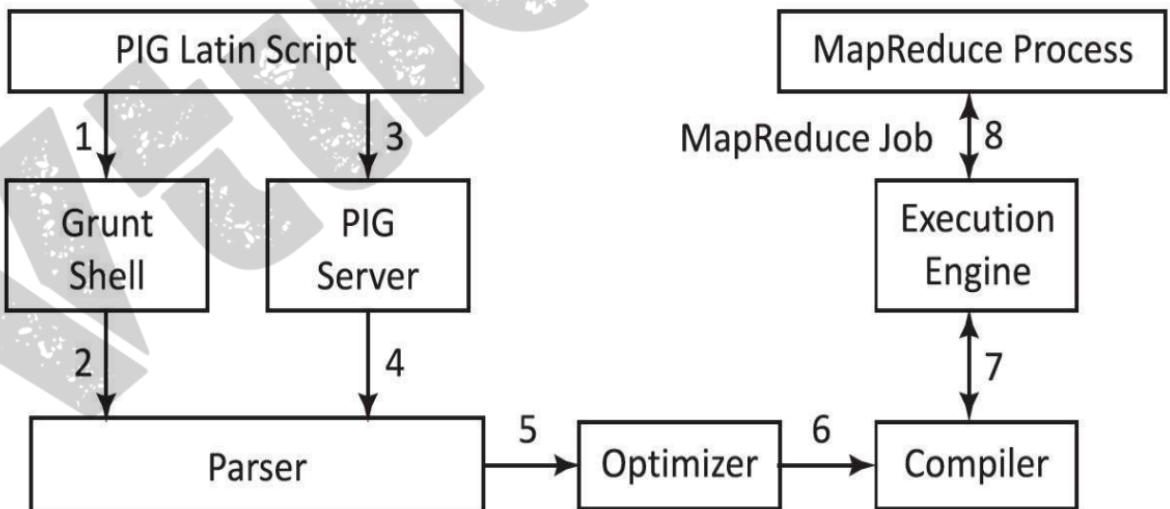 PIG Latin Script
MapReduce Process
1
3
MapReduce Job
8
Grunt
Shell
PIG
Server
Execution
Engine
2
4
7
Parser
5
Optimizer
6
Compiler